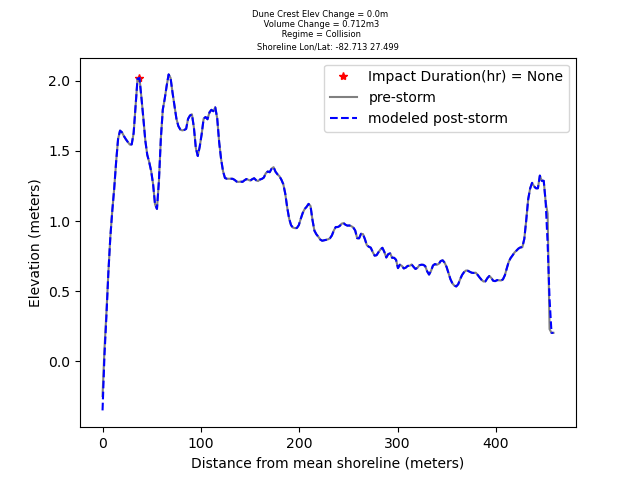 Dune Crest Elev Change = 0.0m
Volume Change = 0.712m3
Regime = Collision
Shoreline Lon/Lat: -82.713 27.499
Impact Duration(hr) = None
pre-storm
modeled post-storm
2.0
1.5
1.0
0.5
0.0
Elevation (meters)
0 100 200 300 400
Distance from mean shoreline (meters)